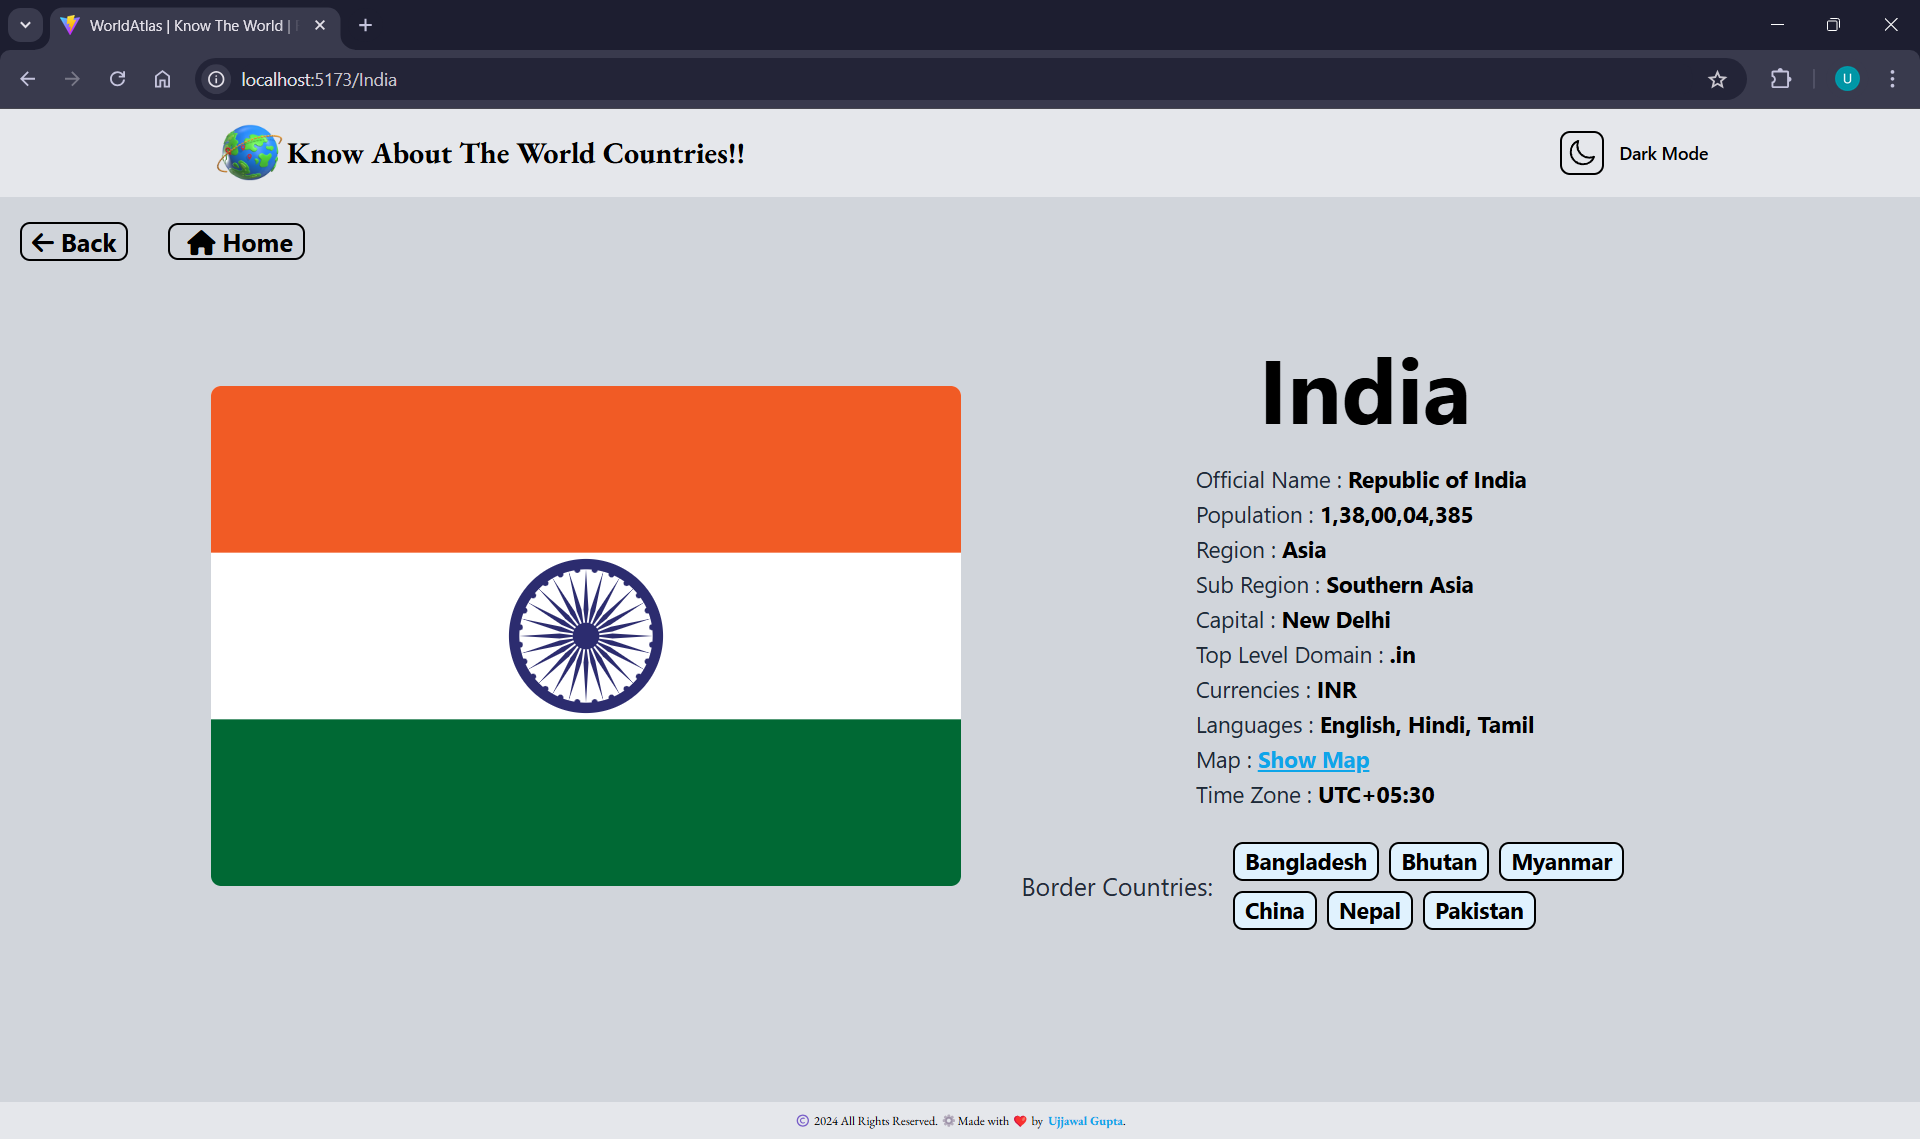 WorldAtlas | Know The World |
localhost:5173/India
U
Know About The World Countries!!
Dark Mode
Back
Home
India
Official Name : Republic of India
Population : 1,38,00,04,385
Region : Asia
Sub Region : Southern Asia
Capital : New Delhi
Top Level Domain : .in
Currencies : INR
Languages : English, Hindi, Tamil
Map : Show Map
Time Zone : UTC+05:30
Border Countries:
Bangladesh Bhutan Myanmar
China Nepal Pakistan
© 2024 All Rights Reserved. ⚙️ Made with ❤️ by Ujjawal Gupta.